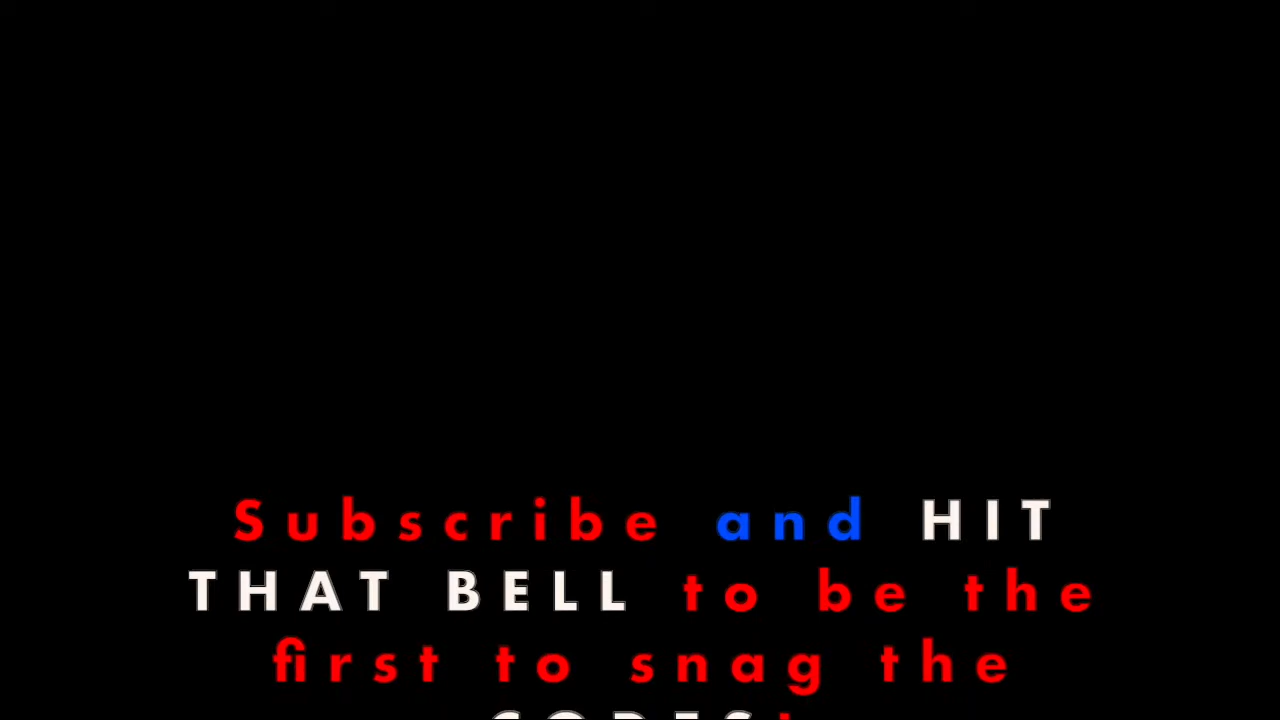 Subscribe and HIT
THAT BELL to be the
first to snag the